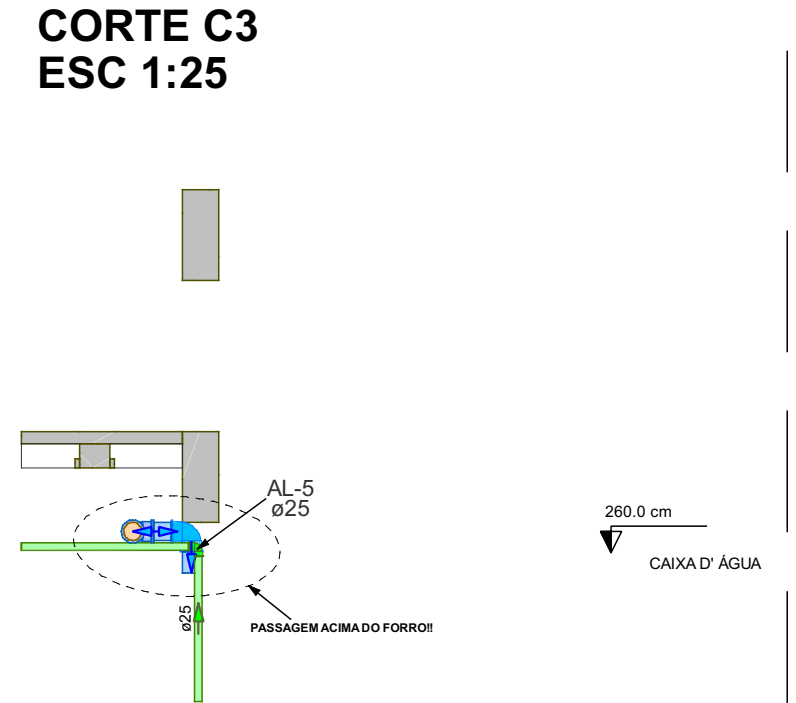 CORTE C3
ESC 1:25
AL-5
ø25
260.0 cm
CAIXA D' ÁGUA
ø25
PASSAGEM ACIMA DO FORRO!!